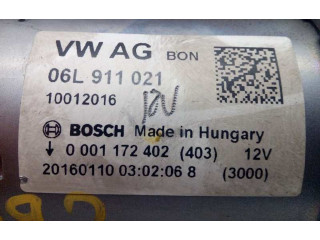 VW AG BON
06L 911 021
10012016
BOSCH Made in Hungary
↓ 0 001 172 402 (403) 12V
20160110 03:02:06 8 (3000)